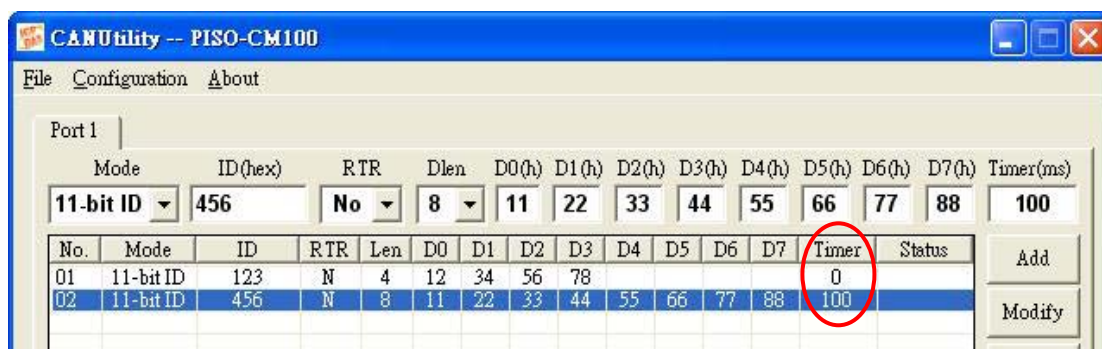 CANUtility -- PISO-CM100
File Configuration About
Port 1
Mode ID(hex) RTR Dlen D0(h) D1(h) D2(h) D3(h) D4(h) D5(h) D6(h) D7(h) Timer(ms)
11-bit ID 456 No 8 11 22 33 44 55 66 77 88 100
No. Mode ID RTR Len D0 D1 D2 D3 D4 D5 D6 D7 Timer Status Add
01 11-bit ID 123 N 4 12 34 56 78 0
02 11-bit ID 456 N 8 11 22 33 44 55 66 77 88 100 Modify